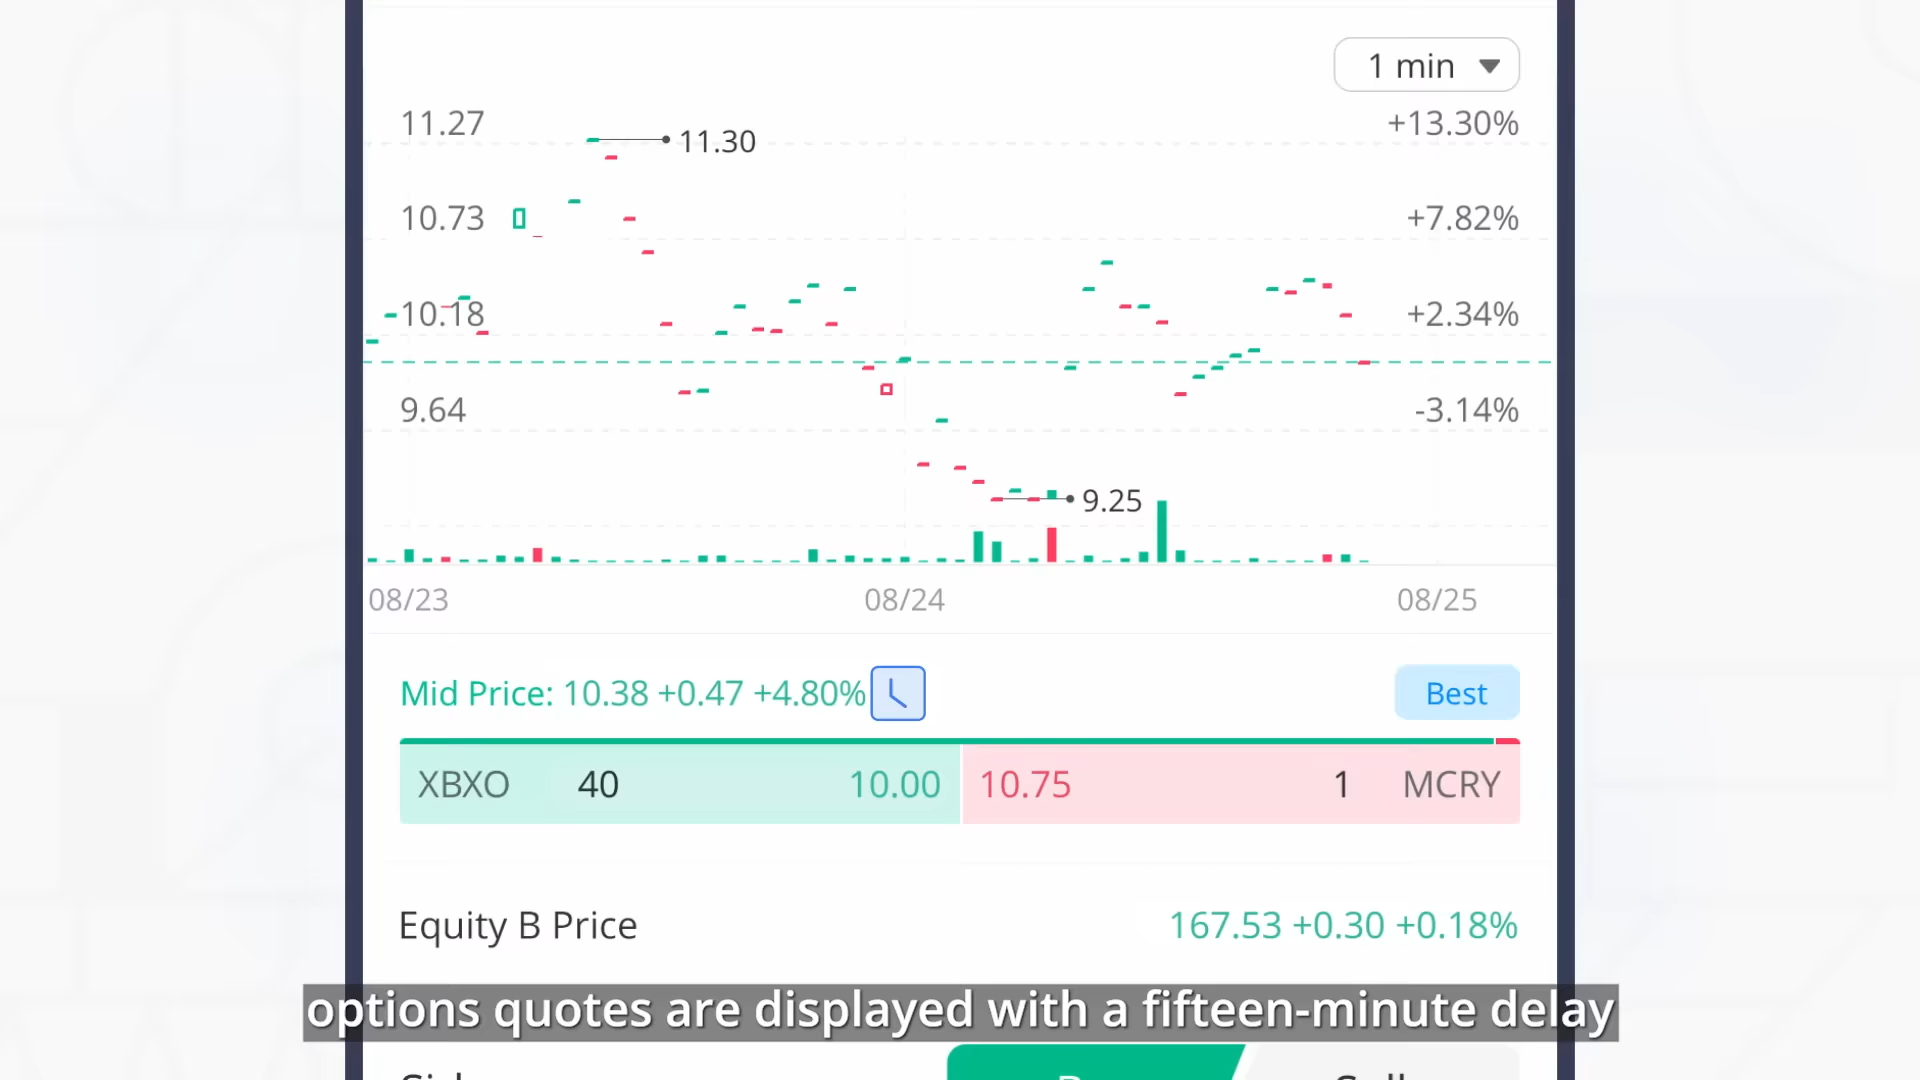 1 min
11.27
11.30
+13.30%
10.73
+7.82%
10.18
+2.34%
9.64
-3.14%
9.25
08/23 08/24 08/25
Mid Price: 10.38 +0.47 +4.80%
Best
XBXO 40 10.00 10.75 1 MCRY
Equity B Price 167.53 +0.30 +0.18%
options quotes are displayed with a fifteen-minute delay